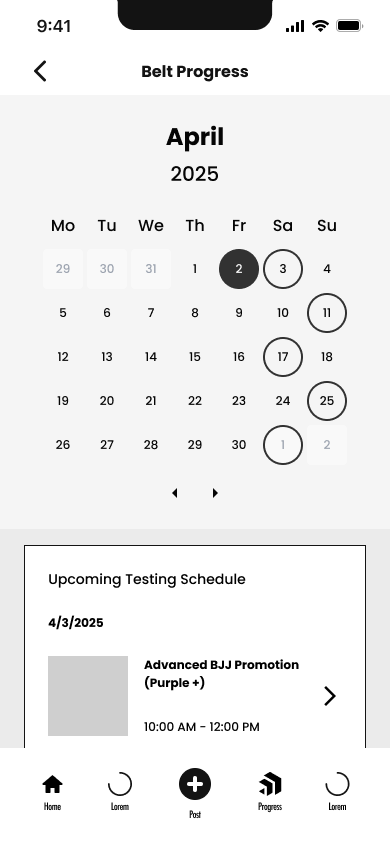 9:41
Belt Progress
April
2025
Mo Tu We Th Fr Sa Su
29 30 31 1 2 3 4
5 6 7 8 9 10 11
12 13 14 15 16 17 18
19 20 21 22 23 24 25
26 27 28 29 30 1 2
Upcoming Testing Schedule
4/3/2025
Advanced BJJ Promotion
(Purple +)
10:00 AM - 12:00 PM
Home Lorem Post Progress Lorem